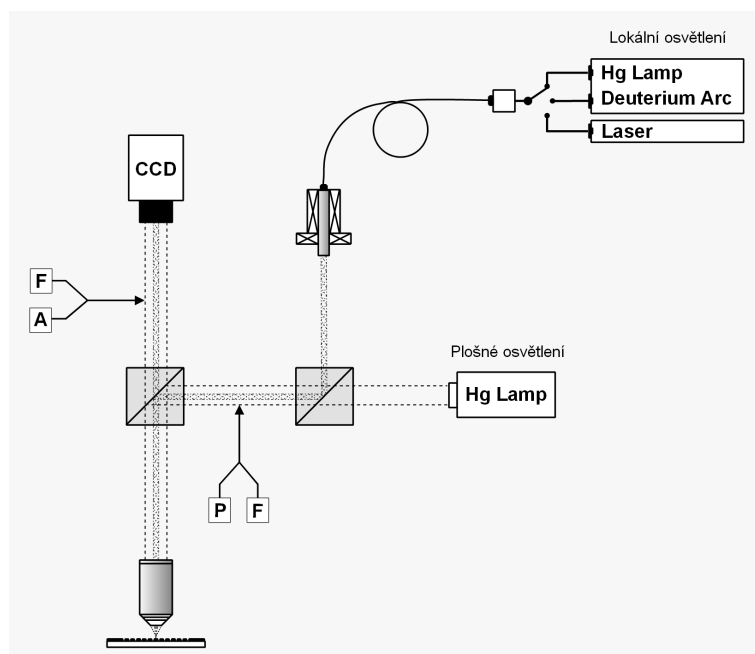 Lokální osvětlení
Hg Lamp
Deuterium Arc
Laser
CCD
F
A
Plošné osvětlení
Hg Lamp
P F